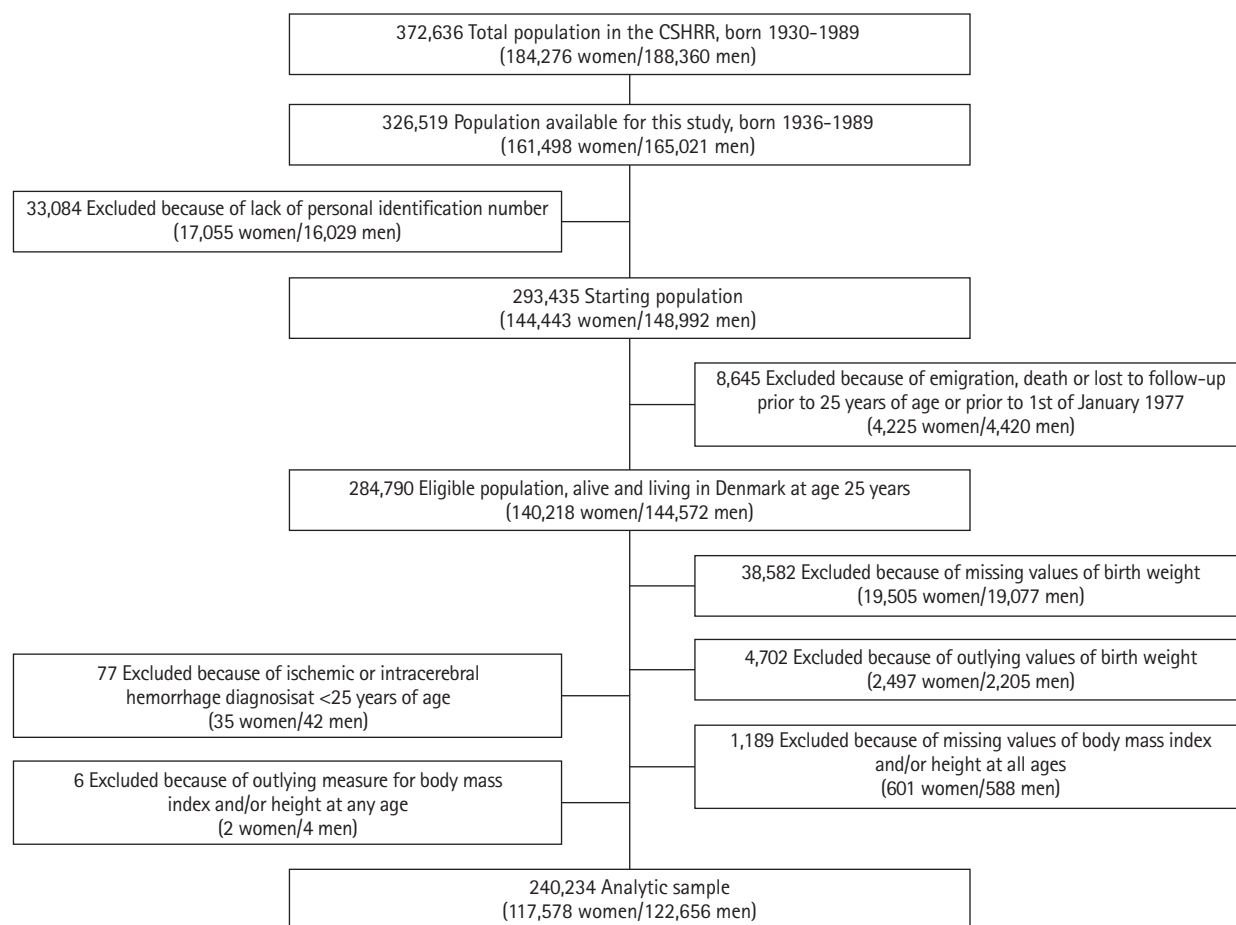 372,636 Total population in the CSHRR, born 1930-1989
(184,276 women/188,360 men)
326,519 Population available for this study, born 1936-1989
(161,498 women/165,021 men)
33,084 Excluded because of lack of personal identification number
(17,055 women/16,029 men)
293,435 Starting population
(144,443 women/148,992 men)
8,645 Excluded because of emigration, death or lost to follow-up
prior to 25 years of age or prior to 1st of January 1977
(4,225 women/4,420 men)
284,790 Eligible population, alive and living in Denmark at age 25 years
(140,218 women/144,572 men)
38,582 Excluded because of missing values of birth weight
(19,505 women/19,077 men)
4,702 Excluded because of outlying values of birth weight
(2,497 women/2,205 men)
77 Excluded because of ischemic or intracerebral
hemorrhage diagnosisat <25 years of age
(35 women/42 men)
1,189 Excluded because of missing values of body mass index
and/or height at all ages
(601 women/588 men)
6 Excluded because of outlying measure for body mass
index and/or height at any age
(2 women/4 men)
240,234 Analytic sample
(117,578 women/122,656 men)